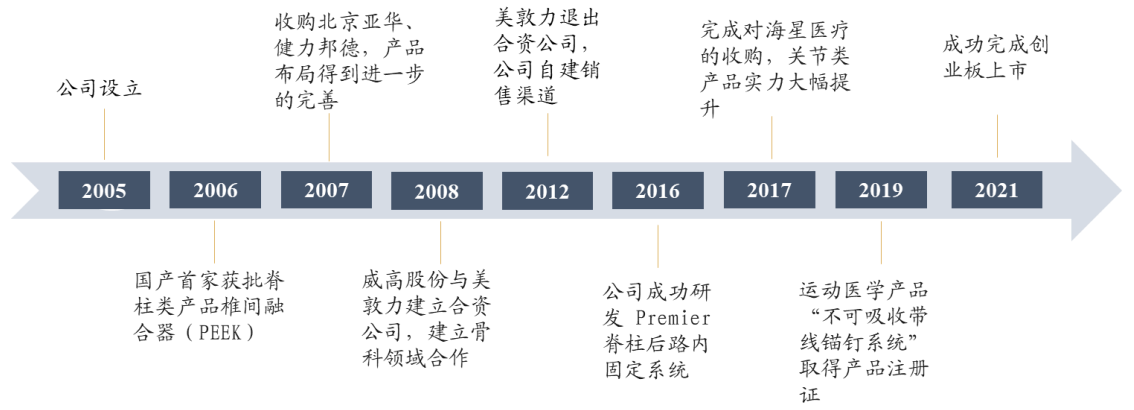 公司设立
收购北京亚华、
健力邦德，产品
布局得到进一步
的完善
美敦力退出
合资公司，
公司自建销
售渠道
完成对海星医疗
的收购，关节类
产品实力大幅提
升
成功完成创
业板上市
2005
2006
2007
2008
2012
2016
2017
2019
2021
国产首家获批脊
柱类产品椎间融
合器（PEEK）
威高股份与美
敦力建立合资
公司，建立骨
科领域合作
公司成功研
发 Premier
脊柱后路内
固定系统
运动医学产品
“不可吸收带
线锚钉系统”
取得产品注册
证